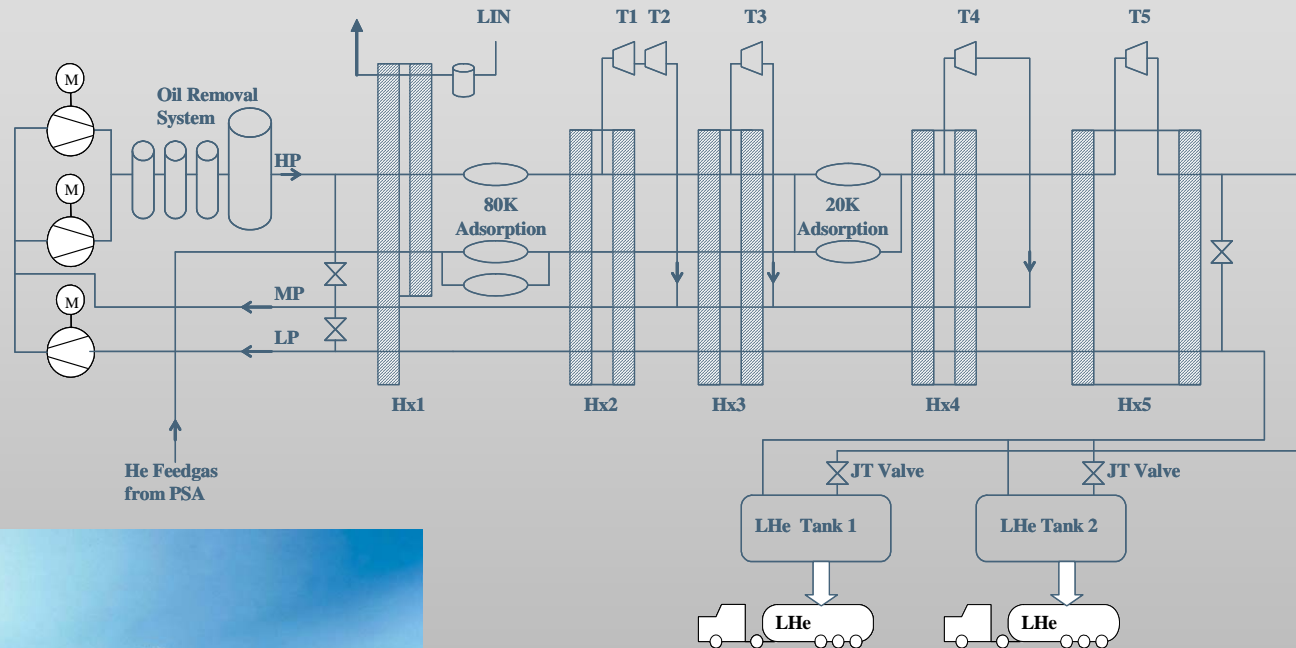 LIN
T1
T2
T3
T4
T5
M
Oil Removal
System
HP
M
80K
Adsorption
20K
Adsorption
MP
M
LP
Hx1
Hx2
Hx3
Hx4
Hx5
He Feedgas
from PSA
JT Valve
JT Valve
LHe Tank 1
LHe Tank 2
LHe
LHe